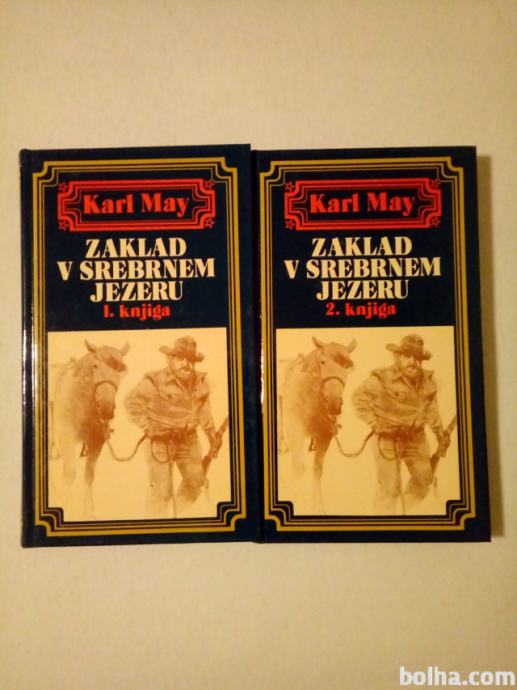 Karl May
ZAKLAD
V SREBRNEM
JEZERU
1. knjiga
Karl May
ZAKLAD
V SREBRNEM
JEZERU
2. knjiga
bolha.com